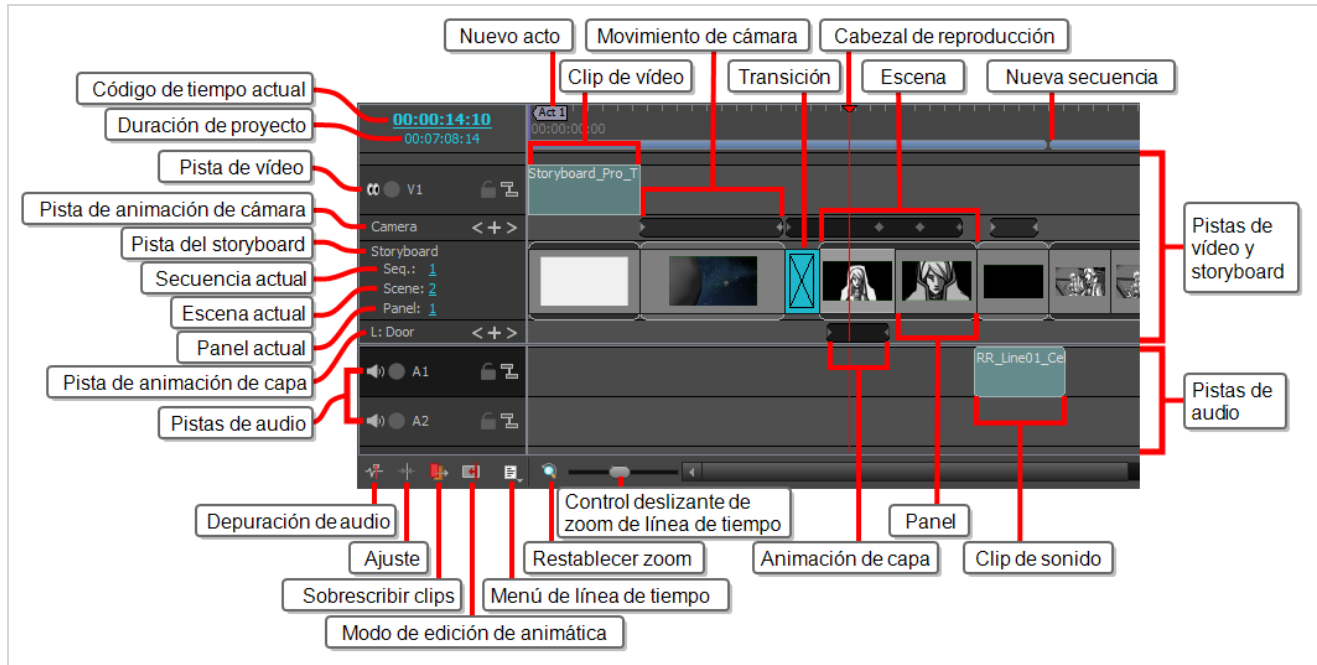 Nuevo acto
Movimiento de cámara
Cabezal de reproducción
Clip de vídeo
Transición
Escena
Nueva secuencia
Código de tiempo actual
Duración de proyecto
Pista de vídeo
Pista de animación de cámara
Pista del storyboard
Secuencia actual
Escena actual
Panel actual
Pista de animación de capa
Pistas de audio
00:00:14:10
00:07:08:14
Act 1
00:00:00:00
V1
Storyboard_Pro_T
Camera
Storyboard
Seq.: 1
Scene: 2
Panel: 1
L: Door
A1
RR_Line01_Cel
A2
Pistas de
vídeo y
storyboard
Pistas de
audio
Depuración de audio
Ajuste
Sobrescribir clips
Modo de edición de animática
Menú de línea de tiempo
Restablecer zoom
Control deslizante de
zoom de línea de tiempo
Animación de capa
Panel
Clip de sonido